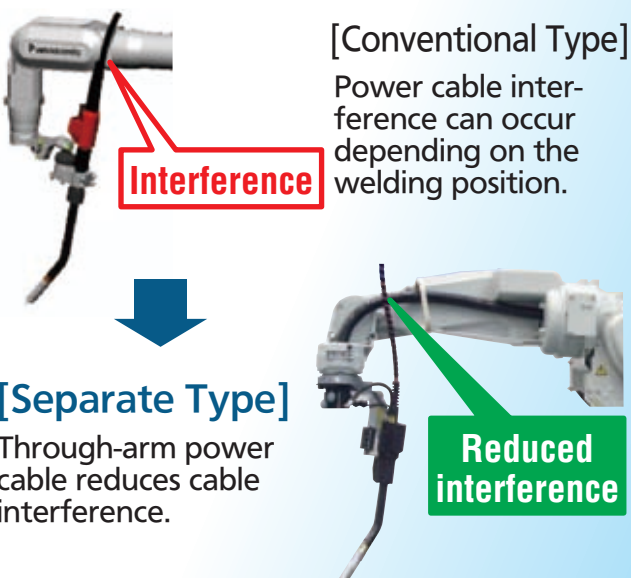 Panasonic
[Conventional Type]
Power cable inter-
ference can occur
depending on the
welding position.
Interference
[Separate Type]
Through-arm power
cable reduces cable
interference.
Reduced
interference